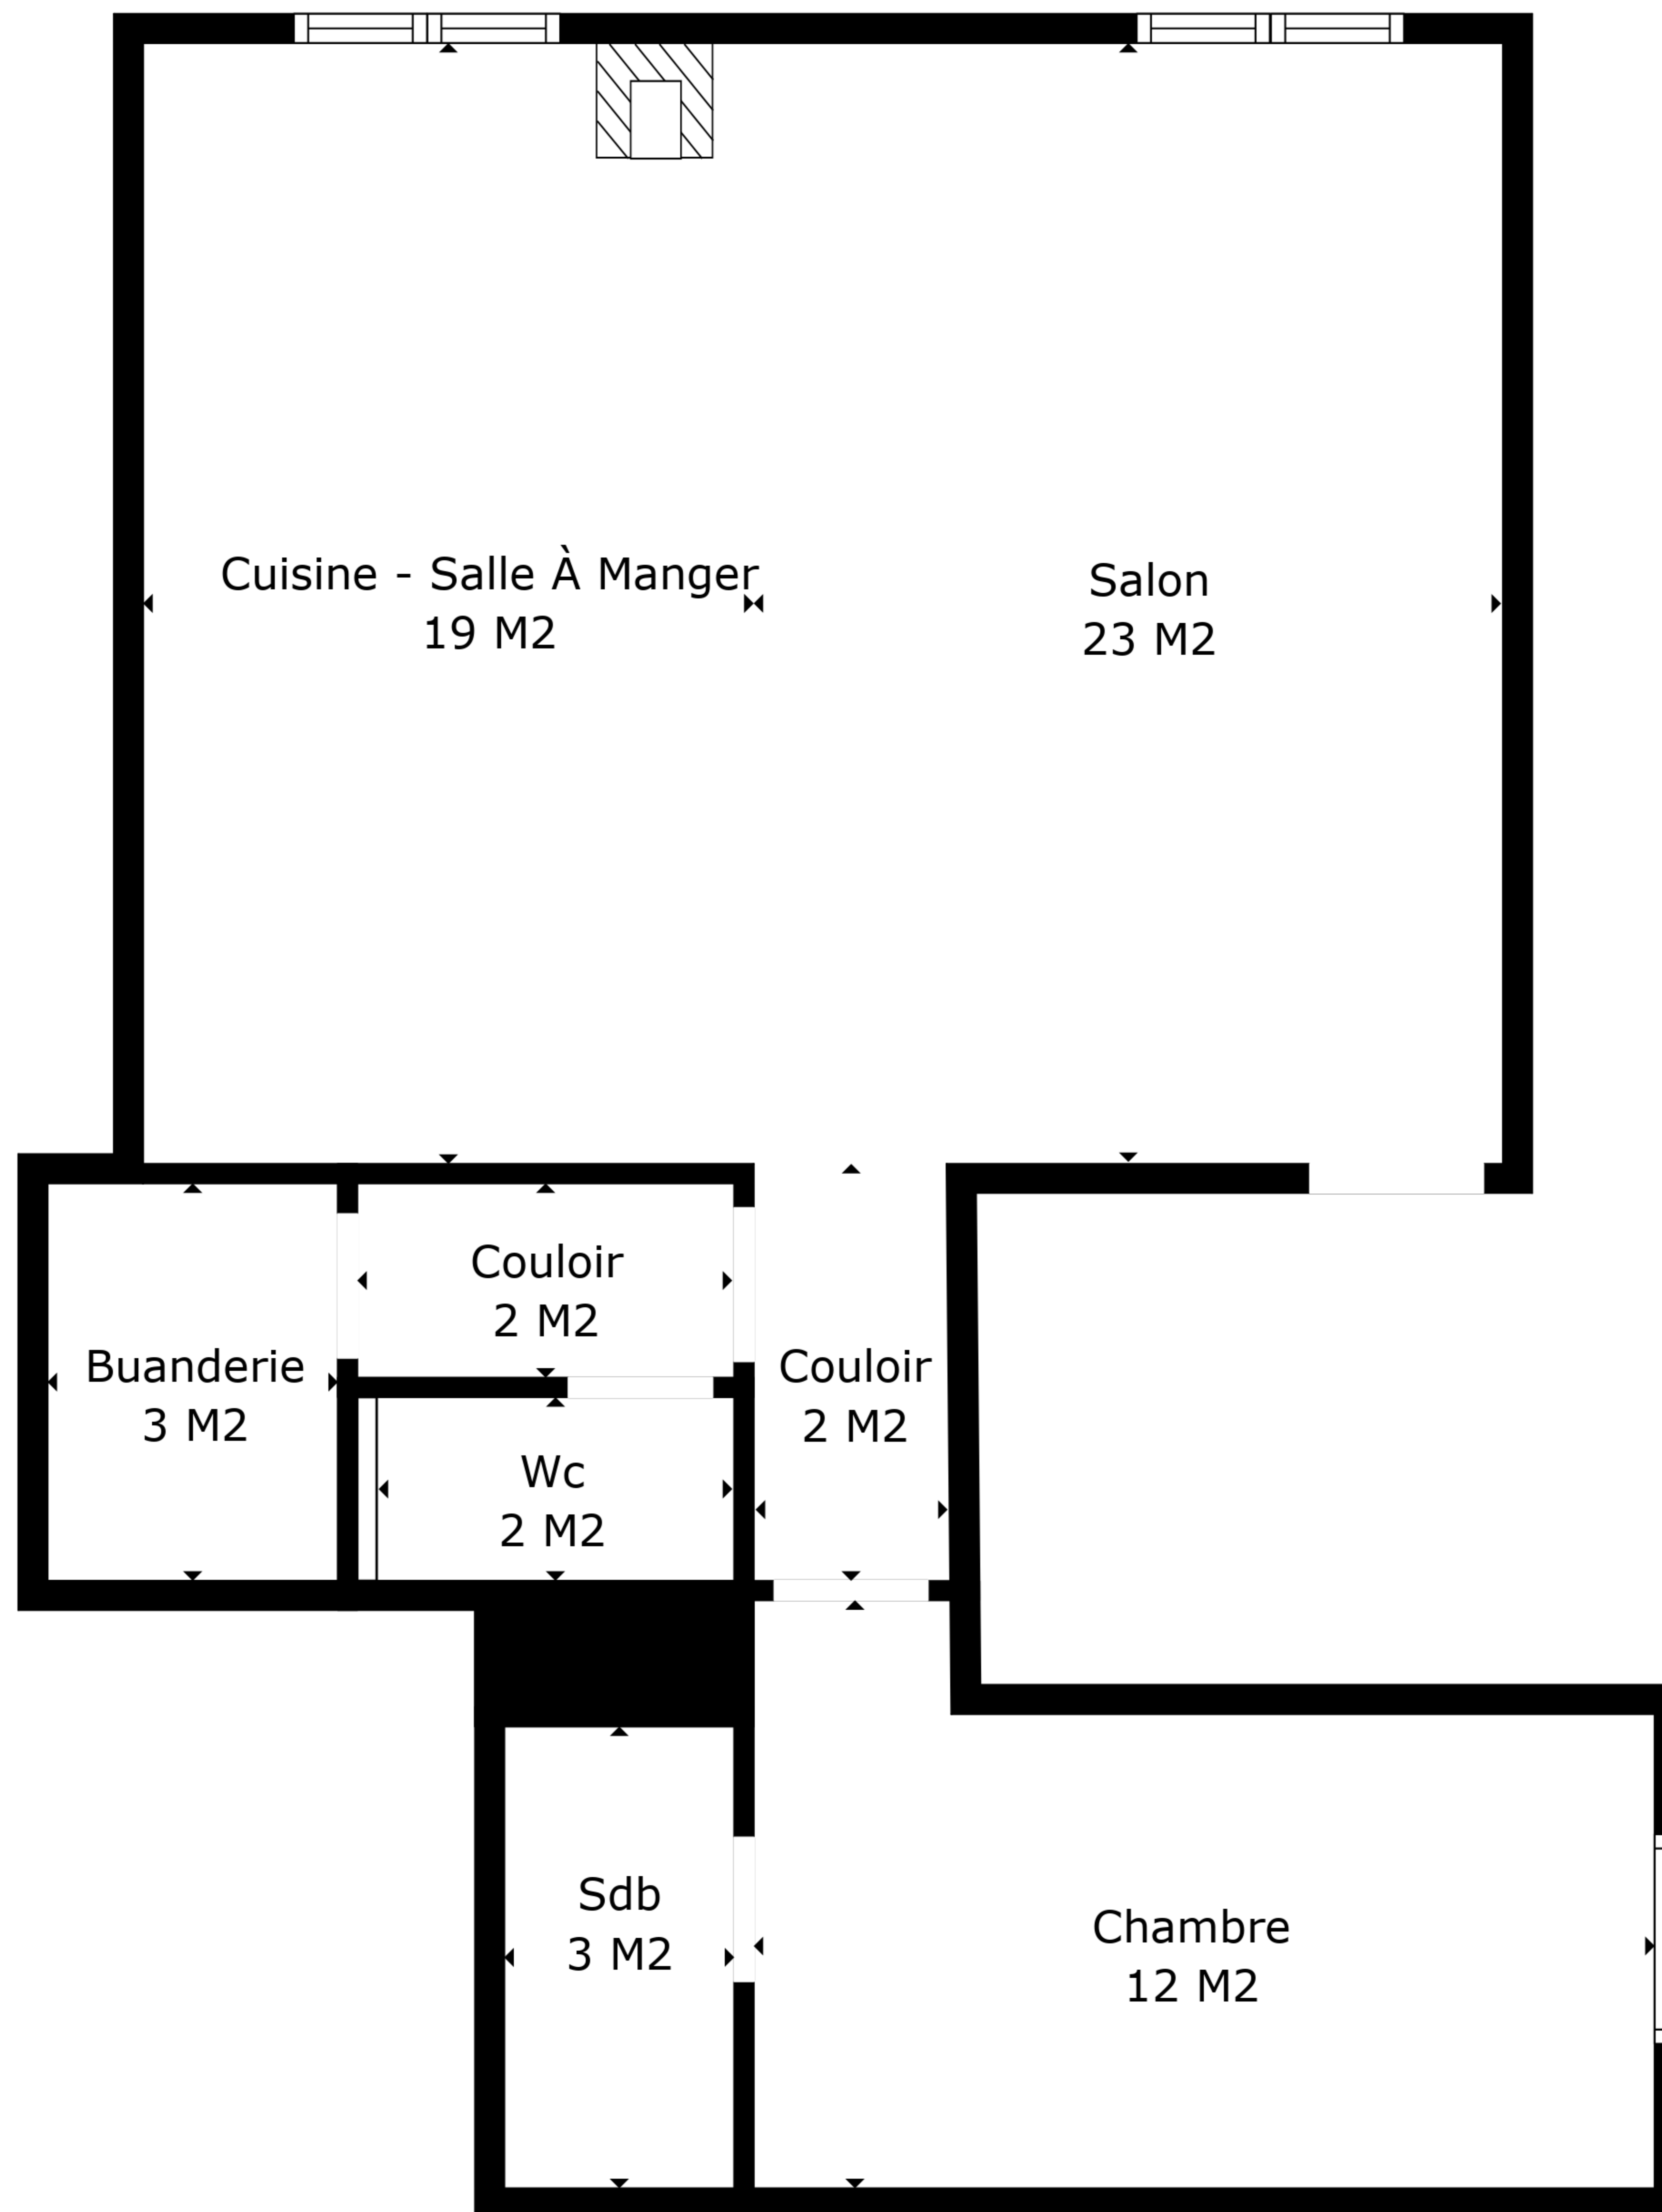 Cuisine - Salle À Manger
19 M2
Salon
23 M2
Couloir
2 M2
Buanderie
3 M2
Couloir
2 M2
Wc
2 M2
Sdb
3 M2
Chambre
12 M2